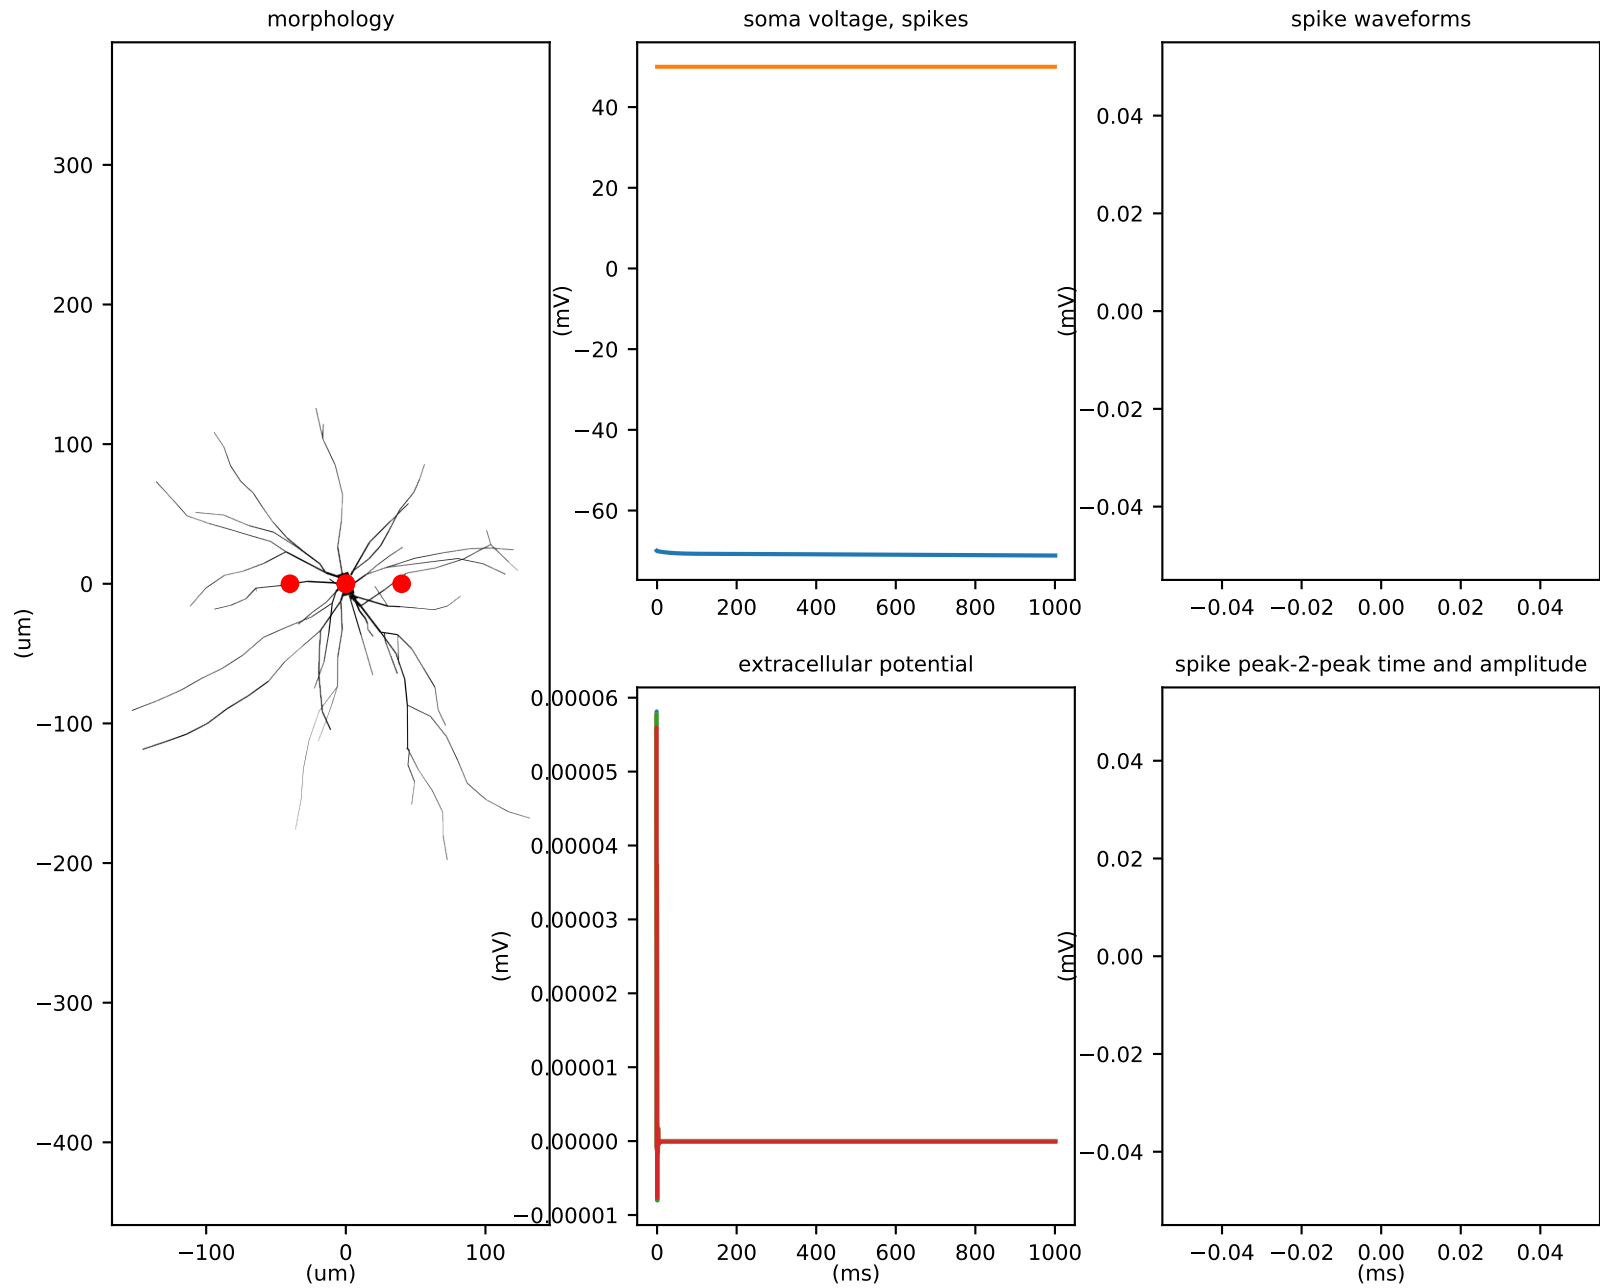 morphology
300
200
100
0
−100
−200
−300
−400
(um)
−100 0 100
(um)
soma voltage, spikes
40
20
0
−20
−40
−60
(mV)
0 200 400 600 800 1000
spike waveforms
0.04
0.02
0.00
−0.02
−0.04
(mV)
−0.04 −0.02 0.00 0.02 0.04
extracellular potential
0.00006
0.00005
0.00004
0.00003
0.00002
0.00001
0.00000
−0.00001
(mV)
0 200 400 600 800 1000
(ms)
spike peak-2-peak time and amplitude
0.04
0.02
0.00
−0.02
−0.04
(mV)
−0.04 −0.02 0.00 0.02 0.04
(ms)